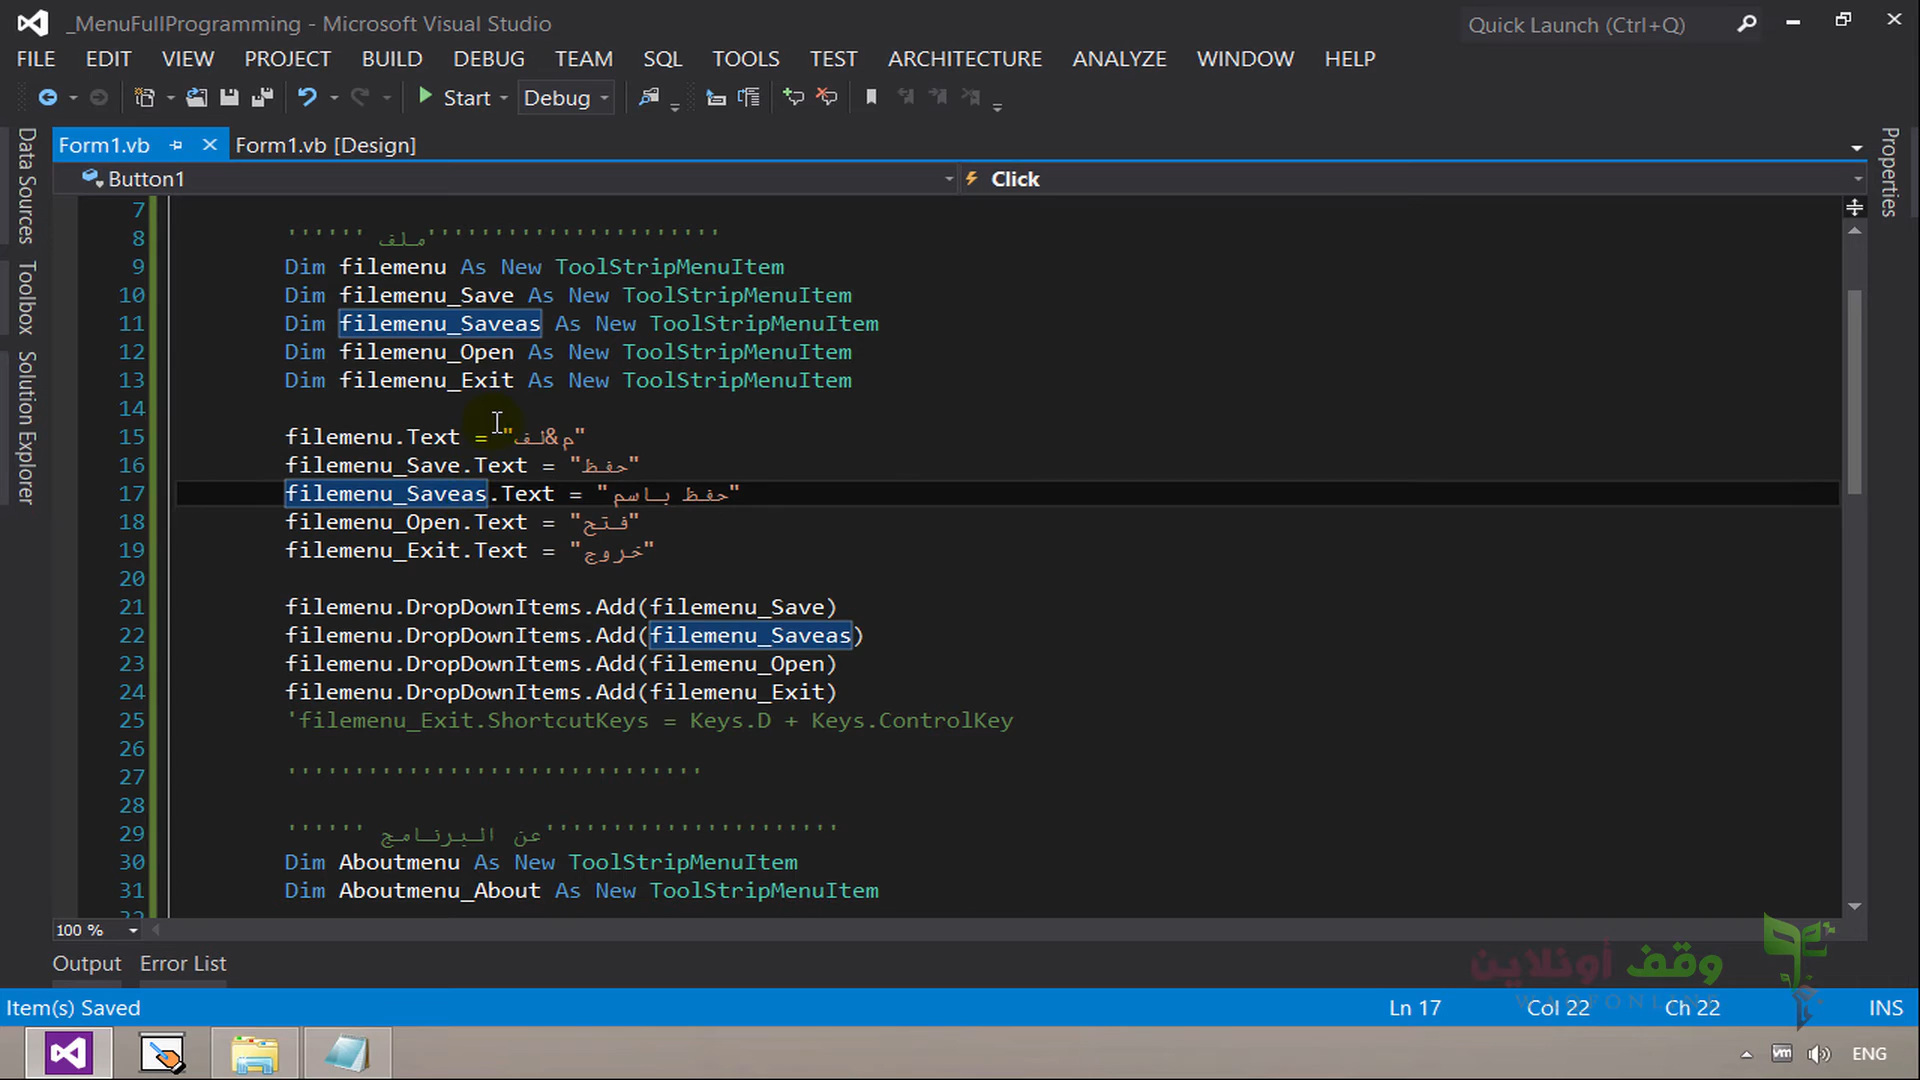 _MenuFullProgramming - Microsoft Visual Studio
Quick Launch (Ctrl+Q)
FILE EDIT VIEW PROJECT BUILD DEBUG TEAM SQL TOOLS TEST ARCHITECTURE ANALYZE WINDOW HELP
Start Debug
Form1.vb Form1.vb [Design]
Button1 Click
Data Sources
Toolbox
Solution Explorer
Properties
7
8 '''''' ملف''''''''''''''''''''''
9 Dim filemenu As New ToolStripMenuItem
10 Dim filemenu_Save As New ToolStripMenuItem
11 Dim filemenu_Saveas As New ToolStripMenuItem
12 Dim filemenu_Open As New ToolStripMenuItem
13 Dim filemenu_Exit As New ToolStripMenuItem
14
15 filemenu.Text = "م&لف"
16 filemenu_Save.Text = "حفظ"
17 filemenu_Saveas.Text = "حفظ باسم"
18 filemenu_Open.Text = "فتح"
19 filemenu_Exit.Text = "خروج"
20
21 filemenu.DropDownItems.Add(filemenu_Save)
22 filemenu.DropDownItems.Add(filemenu_Saveas)
23 filemenu.DropDownItems.Add(filemenu_Open)
24 filemenu.DropDownItems.Add(filemenu_Exit)
25 'filemenu_Exit.ShortcutKeys = Keys.D + Keys.ControlKey
26
27 '''''''''''''''''''''''''''''''
28
29 '''''' عن البرنامج''''''''''''''''''''''
30 Dim Aboutmenu As New ToolStripMenuItem
31 Dim Aboutmenu_About As New ToolStripMenuItem
100 %
Output Error List
وقف أونلاين
WAQFONLINE
Item(s) Saved Ln 17 Col 22 Ch 22 INS
ENG